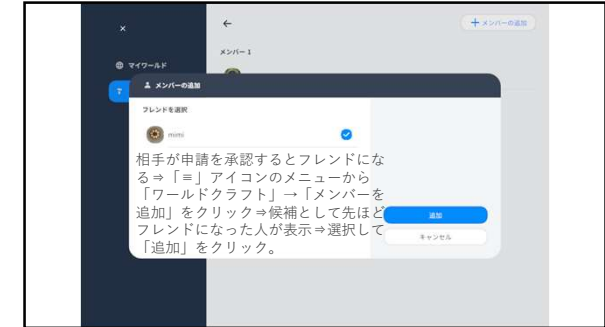 ×
←
＋メンバーの追加
メンバー 1
マイワールド
メンバーの追加
フレンドを選択
mimi
相手が申請を承認するとフレンドにな
る⇒「≡」アイコンのメニューから
「ワールドクラフト」→「メンバーを
追加」をクリック⇒候補として先ほど
フレンドになった人が表示⇒選択して
「追加」をクリック。
追加
キャンセル